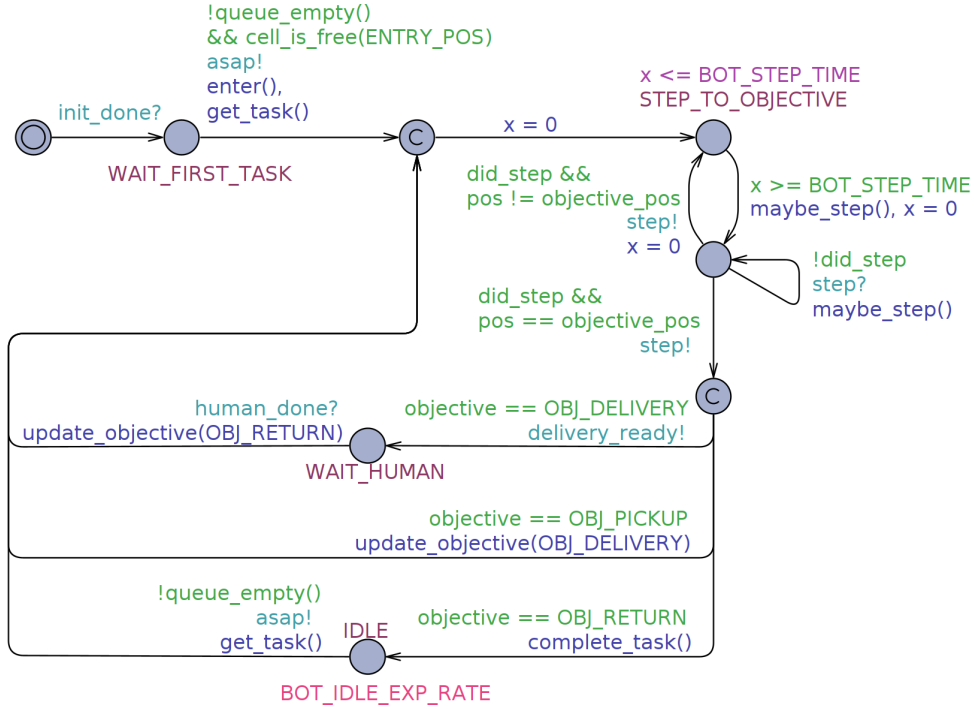 !queue_empty()
&& cell_is_free(ENTRY_POS)
asap!
enter(),
get_task()
init_done?
WAIT_FIRST_TASK
C
x = 0
x <= BOT_STEP_TIME
STEP_TO_OBJECTIVE
did_step &&
pos != objective_pos
step!
x = 0
x >= BOT_STEP_TIME
maybe_step(), x = 0
!did_step
step?
maybe_step()
did_step &&
pos == objective_pos
step!
C
human_done?
update_objective(OBJ_RETURN)
objective == OBJ_DELIVERY
delivery_ready!
WAIT_HUMAN
objective == OBJ_PICKUP
update_objective(OBJ_DELIVERY)
!queue_empty()
asap!
get_task()
IDLE
objective == OBJ_RETURN
complete_task()
BOT_IDLE_EXP_RATE